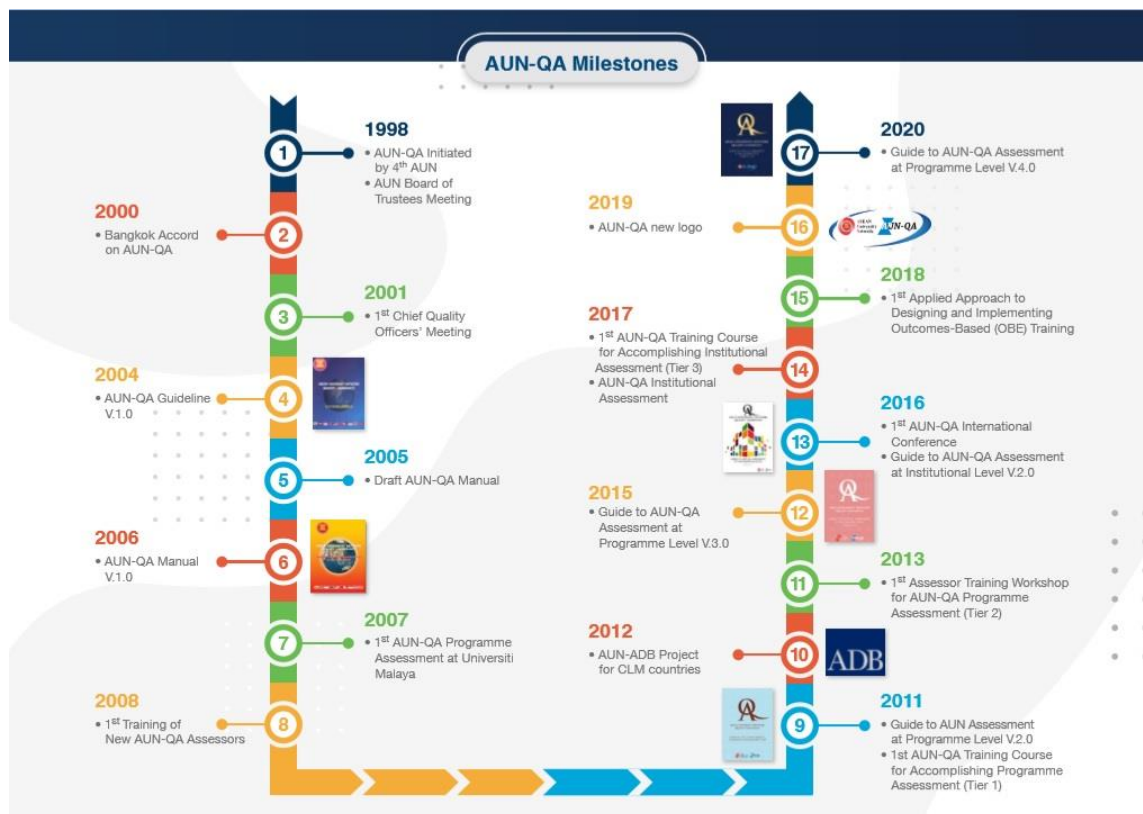 AUN-QA Milestones
1
1998
• AUN-QA Initiated
by 4th AUN
• AUN Board of
Trustees Meeting
2000
• Bangkok Accord
on AUN-QA
2
3
2001
• 1st Chief Quality
Officers' Meeting
2004
• AUN-QA Guideline
V.1.0
4
5
2005
• Draft AUN-QA Manual
2006
• AUN-QA Manual
V.1.0
6
7
2007
• 1st AUN-QA Programme
Assessment at Universiti
Malaya
2008
• 1st Training of
New AUN-QA Assessors
8
9
2011
• Guide to AUN Assessment
at Programme Level V.2.0
• 1st AUN-QA Training Course
for Accomplishing Programme
Assessment (Tier 1)
2012
• AUN-ADB Project
for CLM countries
10
ADB
11
2013
• 1st Assessor Training Workshop
for AUN-QA Programme
Assessment (Tier 2)
2015
• Guide to AUN-QA
Assessment at
Programme Level V.3.0
12
13
2016
• 1st AUN-QA International
Conference
• Guide to AUN-QA Assessment
at Institutional Level V.2.0
2017
• 1st AUN-QA Training Course
for Accomplishing Institutional
Assessment (Tier 3)
• AUN-QA Institutional
Assessment
14
15
2018
• 1st Applied Approach to
Designing and Implementing
Outcomes-Based (OBE) Training
2019
• AUN-QA new logo
16
17
2020
• Guide to AUN-QA Assessment
at Programme Level V.4.0